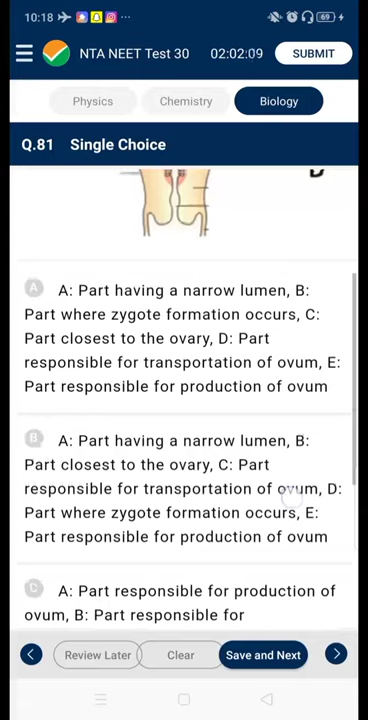 10:18
69
NTA NEET Test 30 02:02:09 SUBMIT
Physics Chemistry Biology
Q.81 Single Choice
D
A A: Part having a narrow lumen, B:
Part where zygote formation occurs, C:
Part closest to the ovary, D: Part
responsible for transportation of ovum, E:
Part responsible for production of ovum
B A: Part having a narrow lumen, B:
Part closest to the ovary, C: Part
responsible for transportation of ovum, D:
Part where zygote formation occurs, E:
Part responsible for production of ovum
C A: Part responsible for production of
ovum, B: Part responsible for
Review Later Clear Save and Next